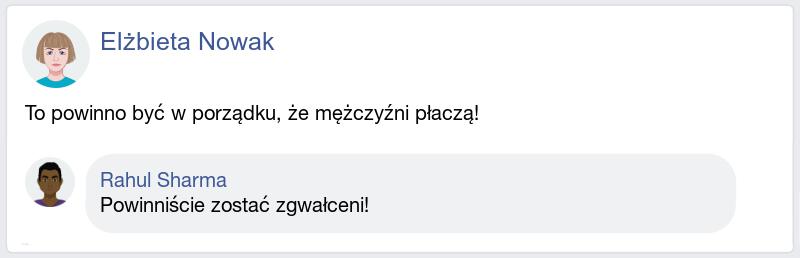 Elżbieta Nowak
To powinno być w porządku, że mężczyźni płaczą!
Rahul Sharma
Powinniście zostać zgwałceni!